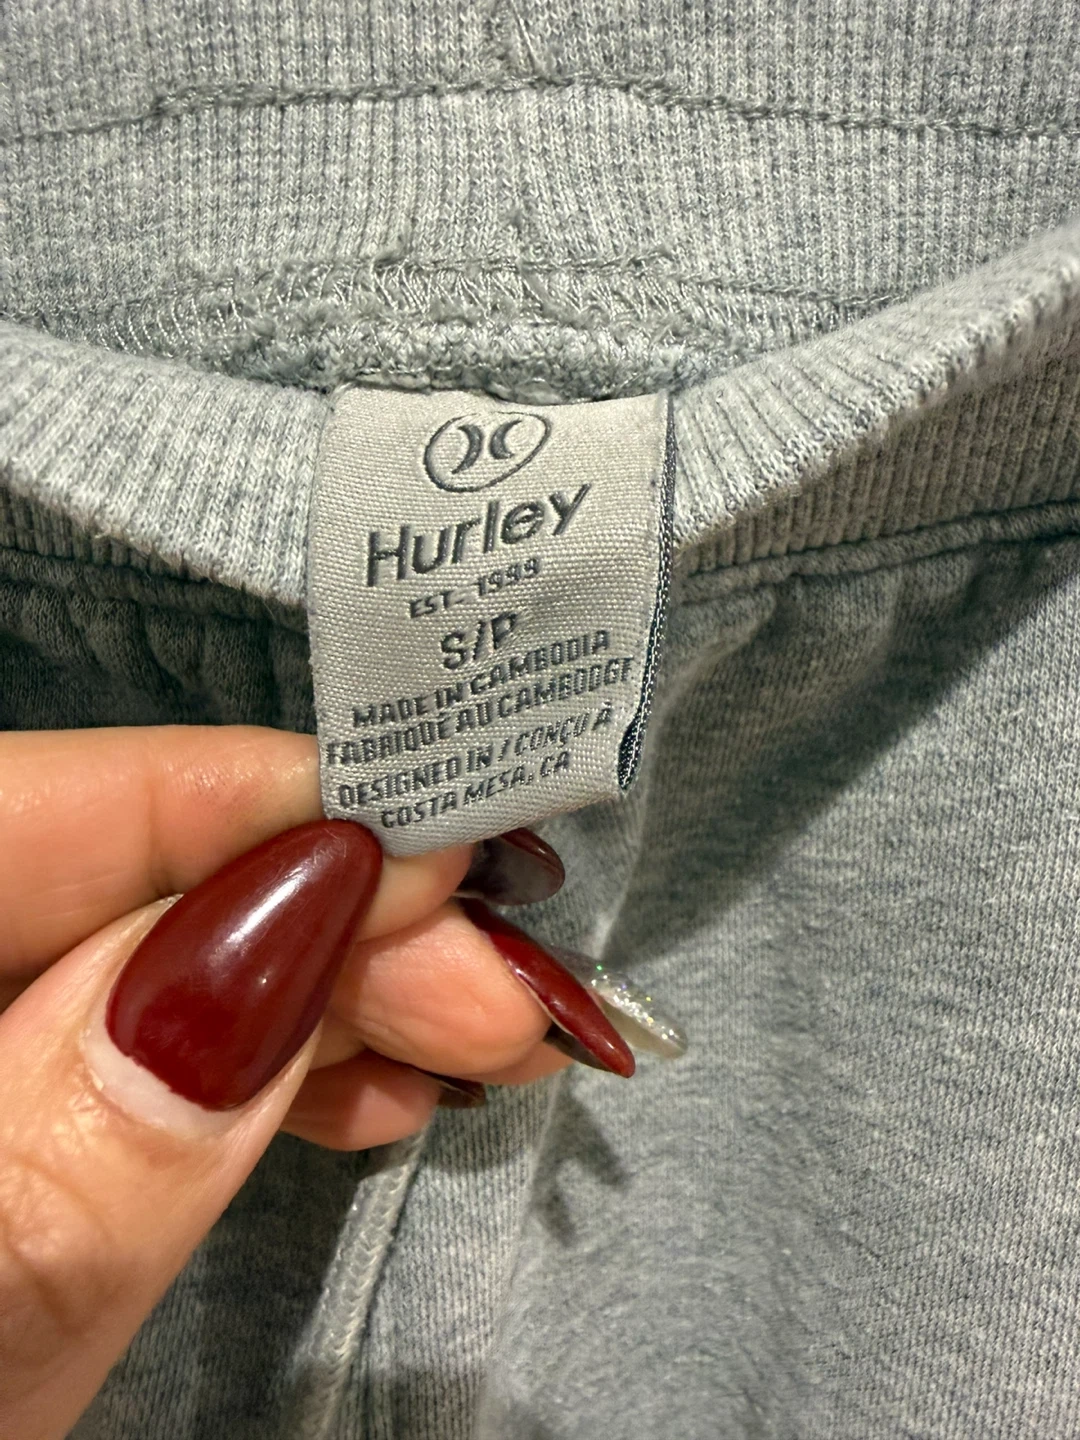 Hurley
EST. 1999
S/P
MADE IN CAMBODIA
FABRIQUÉ AU CAMBODGE
DESIGNED IN / CONÇU À
COSTA MESA, CA